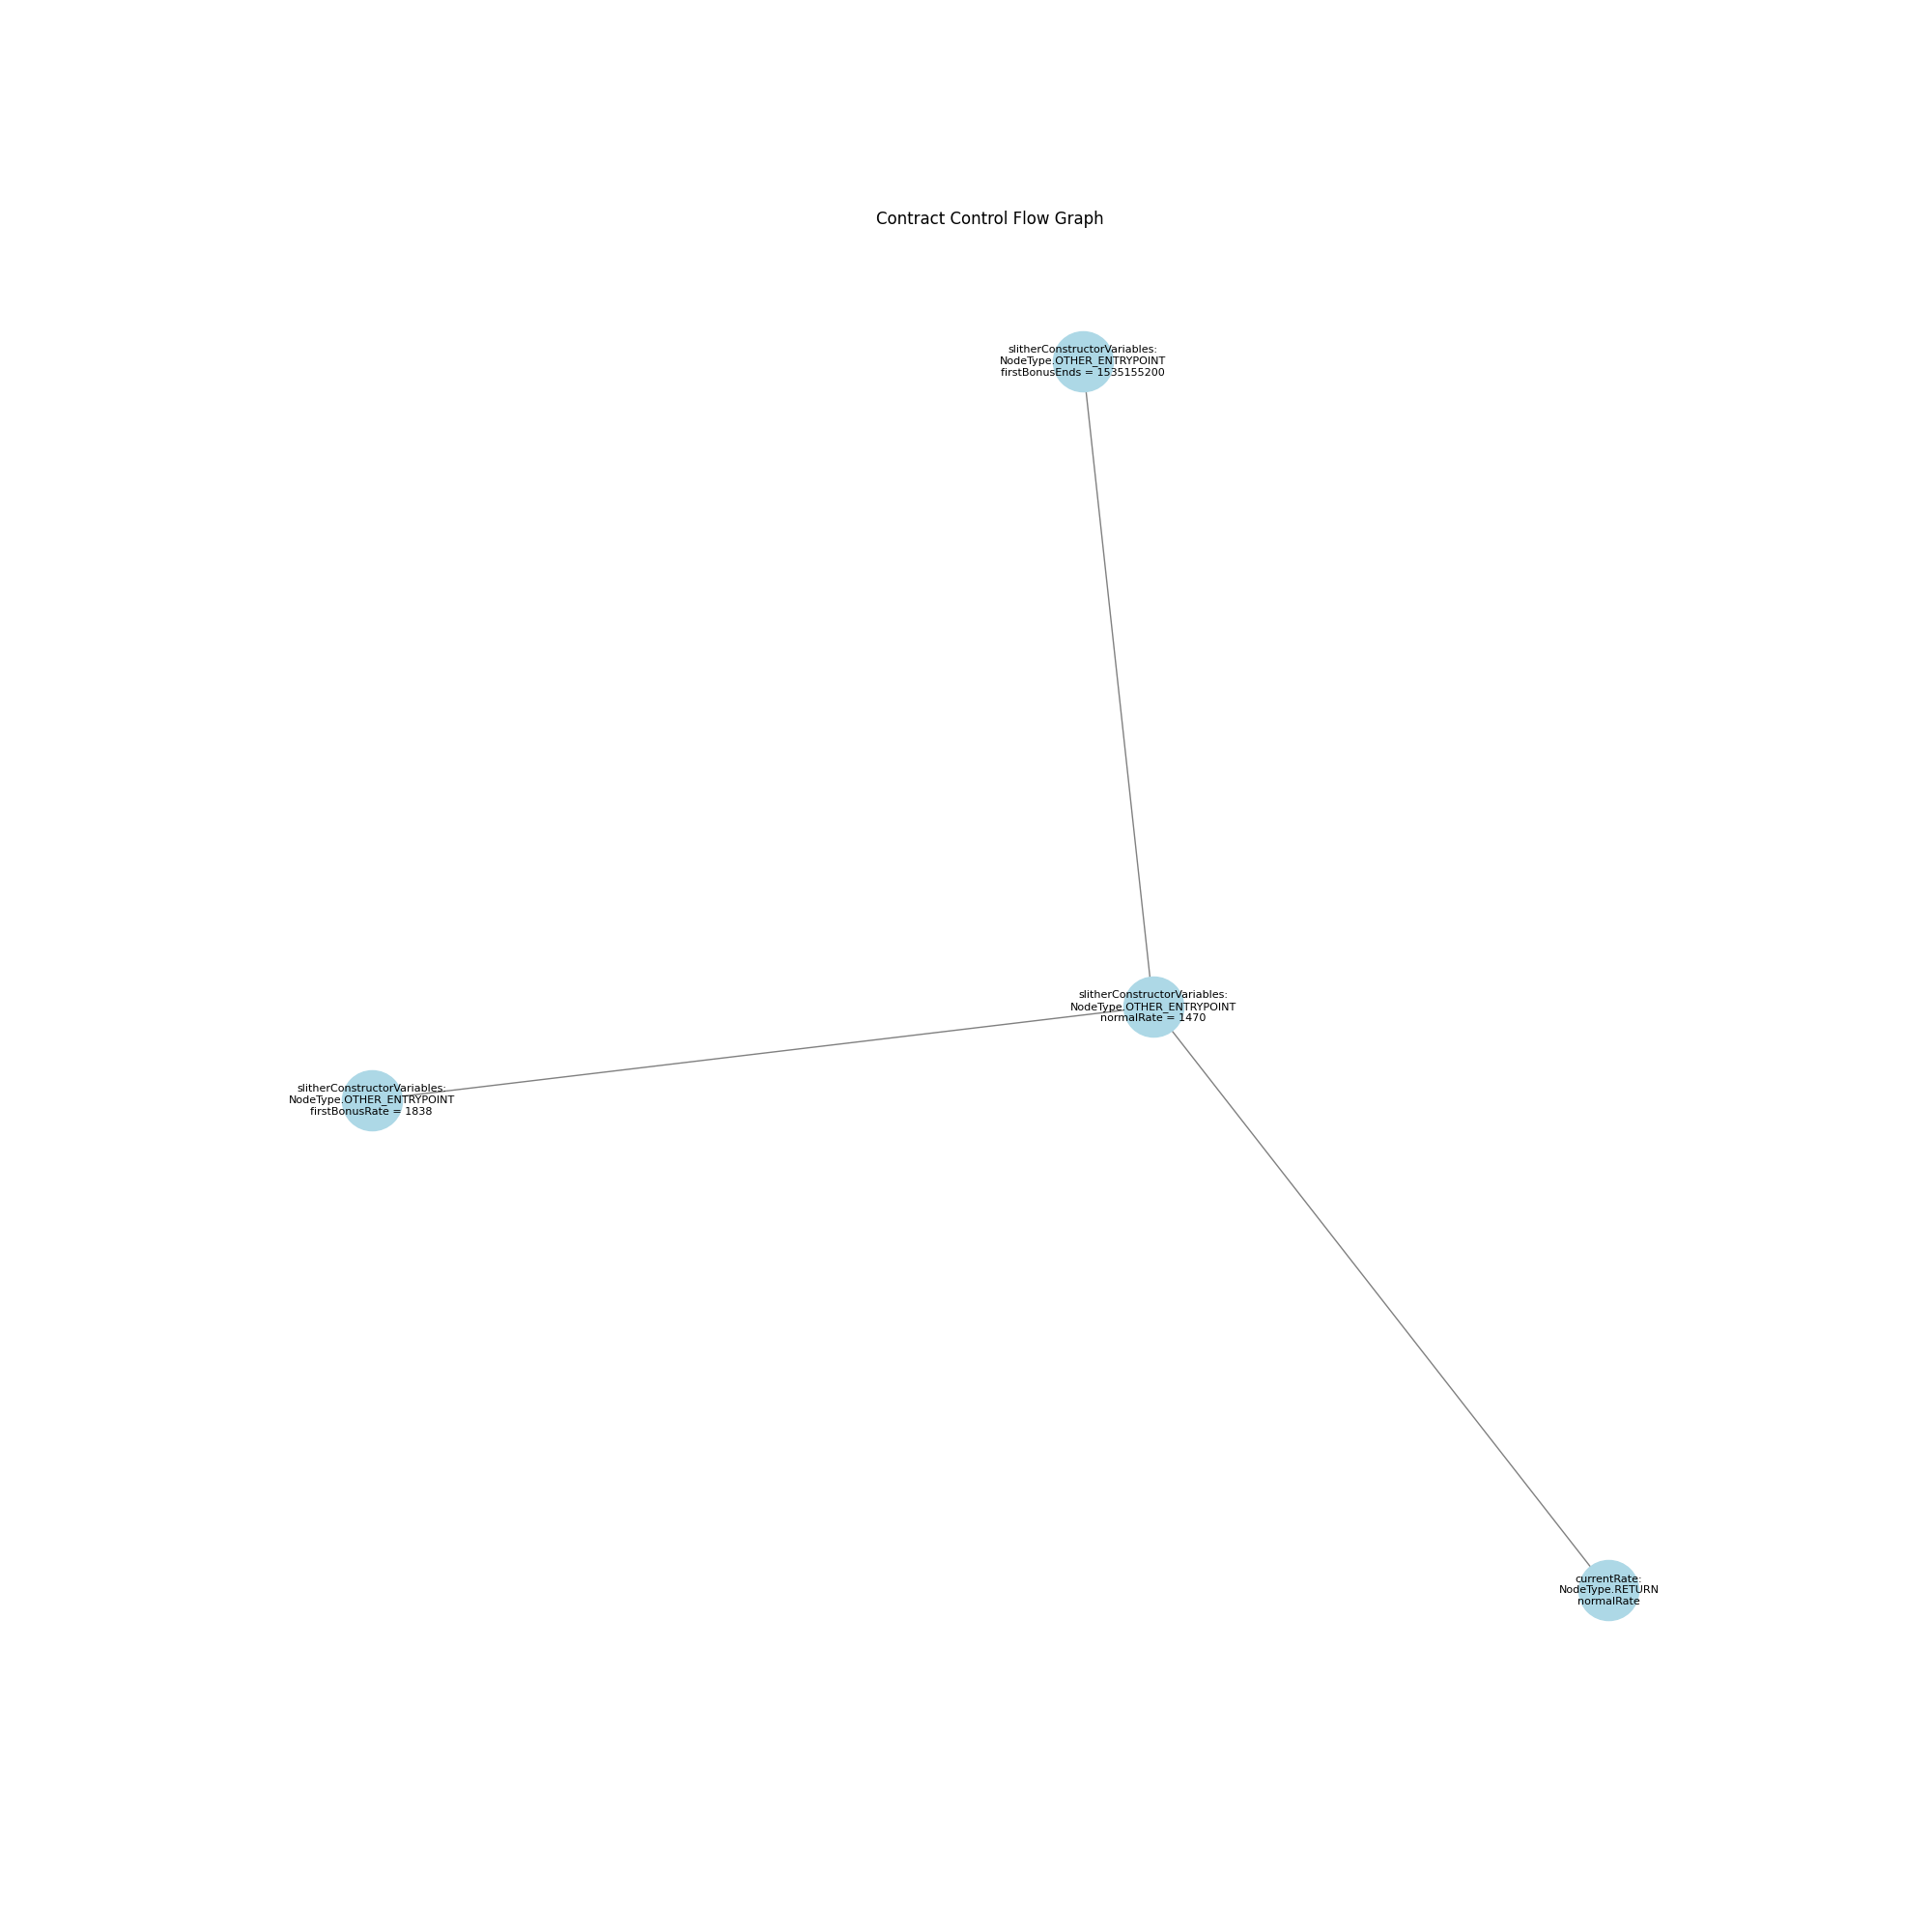 Contract Control Flow Graph
slitherConstructorVariables:
NodeType.OTHER_ENTRYPOINT
firstBonusEnds = 1535155200
slitherConstructorVariables:
NodeType.OTHER_ENTRYPOINT
normalRate = 1470
slitherConstructorVariables:
NodeType.OTHER_ENTRYPOINT
firstBonusRate = 1838
currentRate:
NodeType.RETURN
normalRate